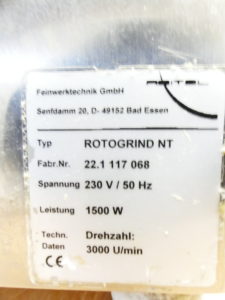 REITEL
Feinwerktechnik GmbH
Senfdamm 20, D- 49152 Bad Essen
Typ ROTOGRIND NT
Fabr.Nr. 22.1 117 068
Spannung 230 V / 50 Hz
Leistung 1500 W
Techn. Drehzahl:
Daten 3000 U/min
CE